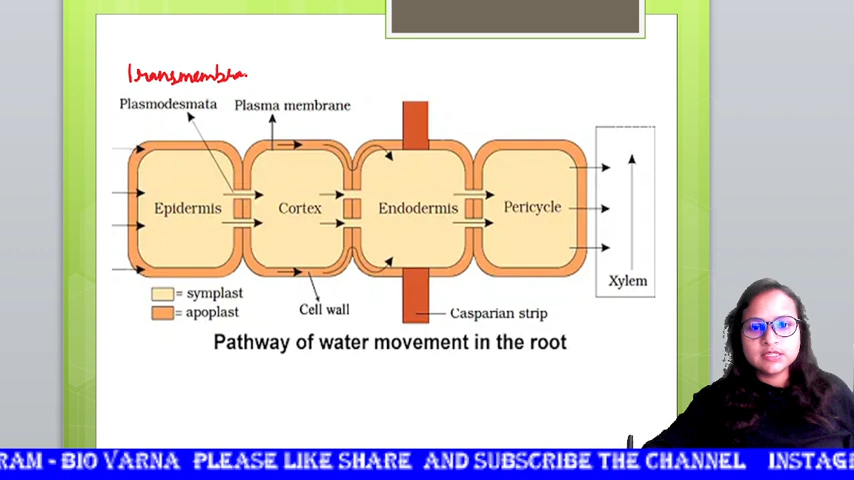 Transmembra
Plasmodesmata Plasma membrane
Epidermis Cortex Endodermis Pericycle
Xylem
= symplast
= apoplast
Cell wall
Casparian strip
Pathway of water movement in the root
RAM - BIO VARNA PLEASE LIKE SHARE AND SUBSCRIBE THE CHANNEL INSTAG